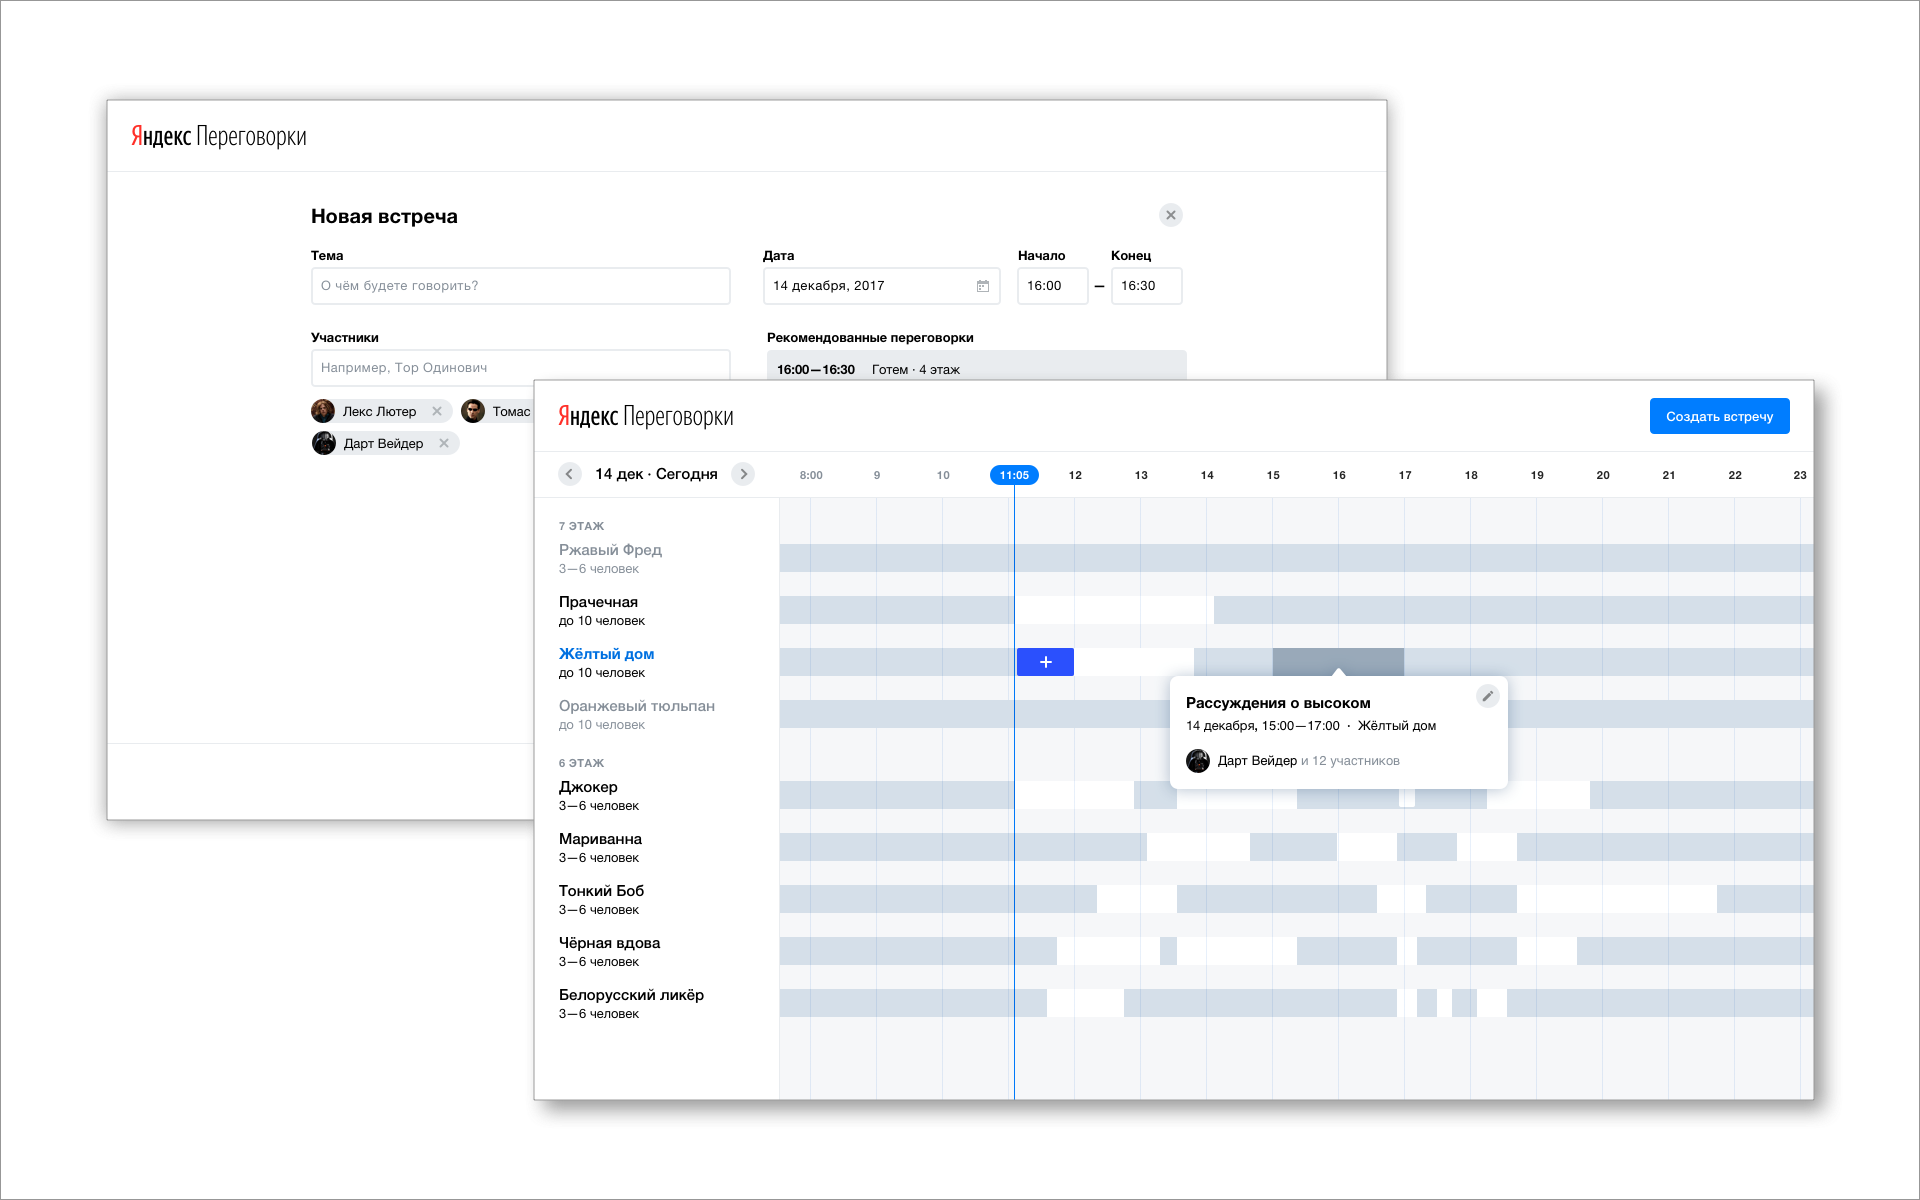 Яндекс Переговорки
Новая встреча
Тема
О чём будете говорить?
Дата
14 декабря, 2017
Начало
16:00
–
Конец
16:30
Участники
Например, Тор Одинович
Лекс Лютер
Томас
Дарт Вейдер
Рекомендованные переговорки
16:00—16:30 Готем · 4 этаж
Яндекс Переговорки
Создать встречу
14 дек · Сегодня
8:00 9 10 11:05 12 13 14 15 16 17 18 19 20 21 22 23
7 ЭТАЖ
Ржавый Фред
3—6 человек
Прачечная
до 10 человек
Жёлтый дом
до 10 человек
+
Оранжевый тюльпан
до 10 человек
Рассуждения о высоком
14 декабря, 15:00—17:00 · Жёлтый дом
Дарт Вейдер и 12 участников
6 ЭТАЖ
Джокер
3—6 человек
Мариванна
3—6 человек
Тонкий Боб
3—6 человек
Чёрная вдова
3—6 человек
Белорусский ликёр
3—6 человек